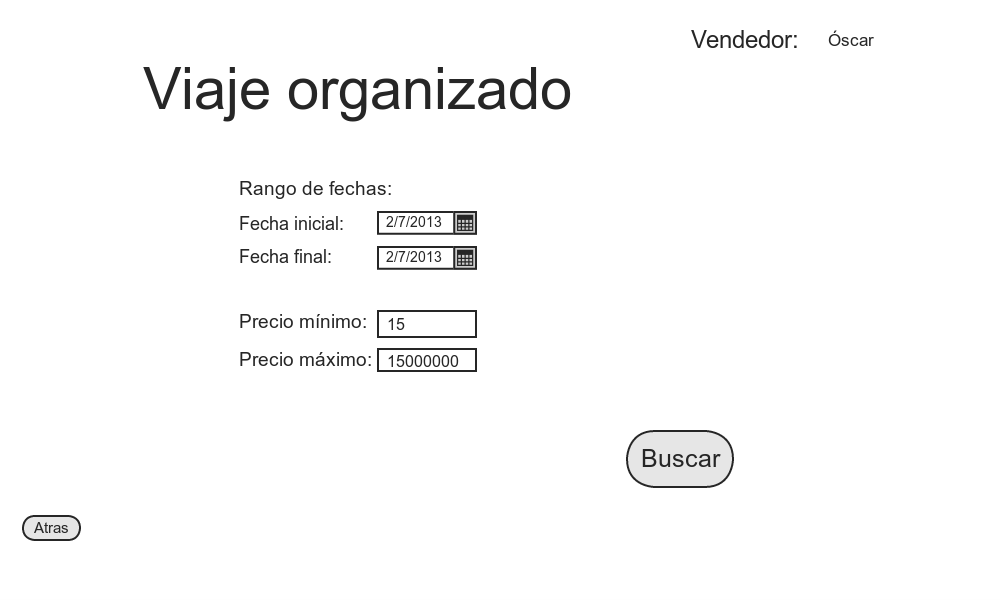 Vendedor: Óscar
Viaje organizado
Rango de fechas:
Fecha inicial: 2/7/2013
Fecha final: 2/7/2013
Precio mínimo: 15
Precio máximo: 15000000
Buscar
Atras